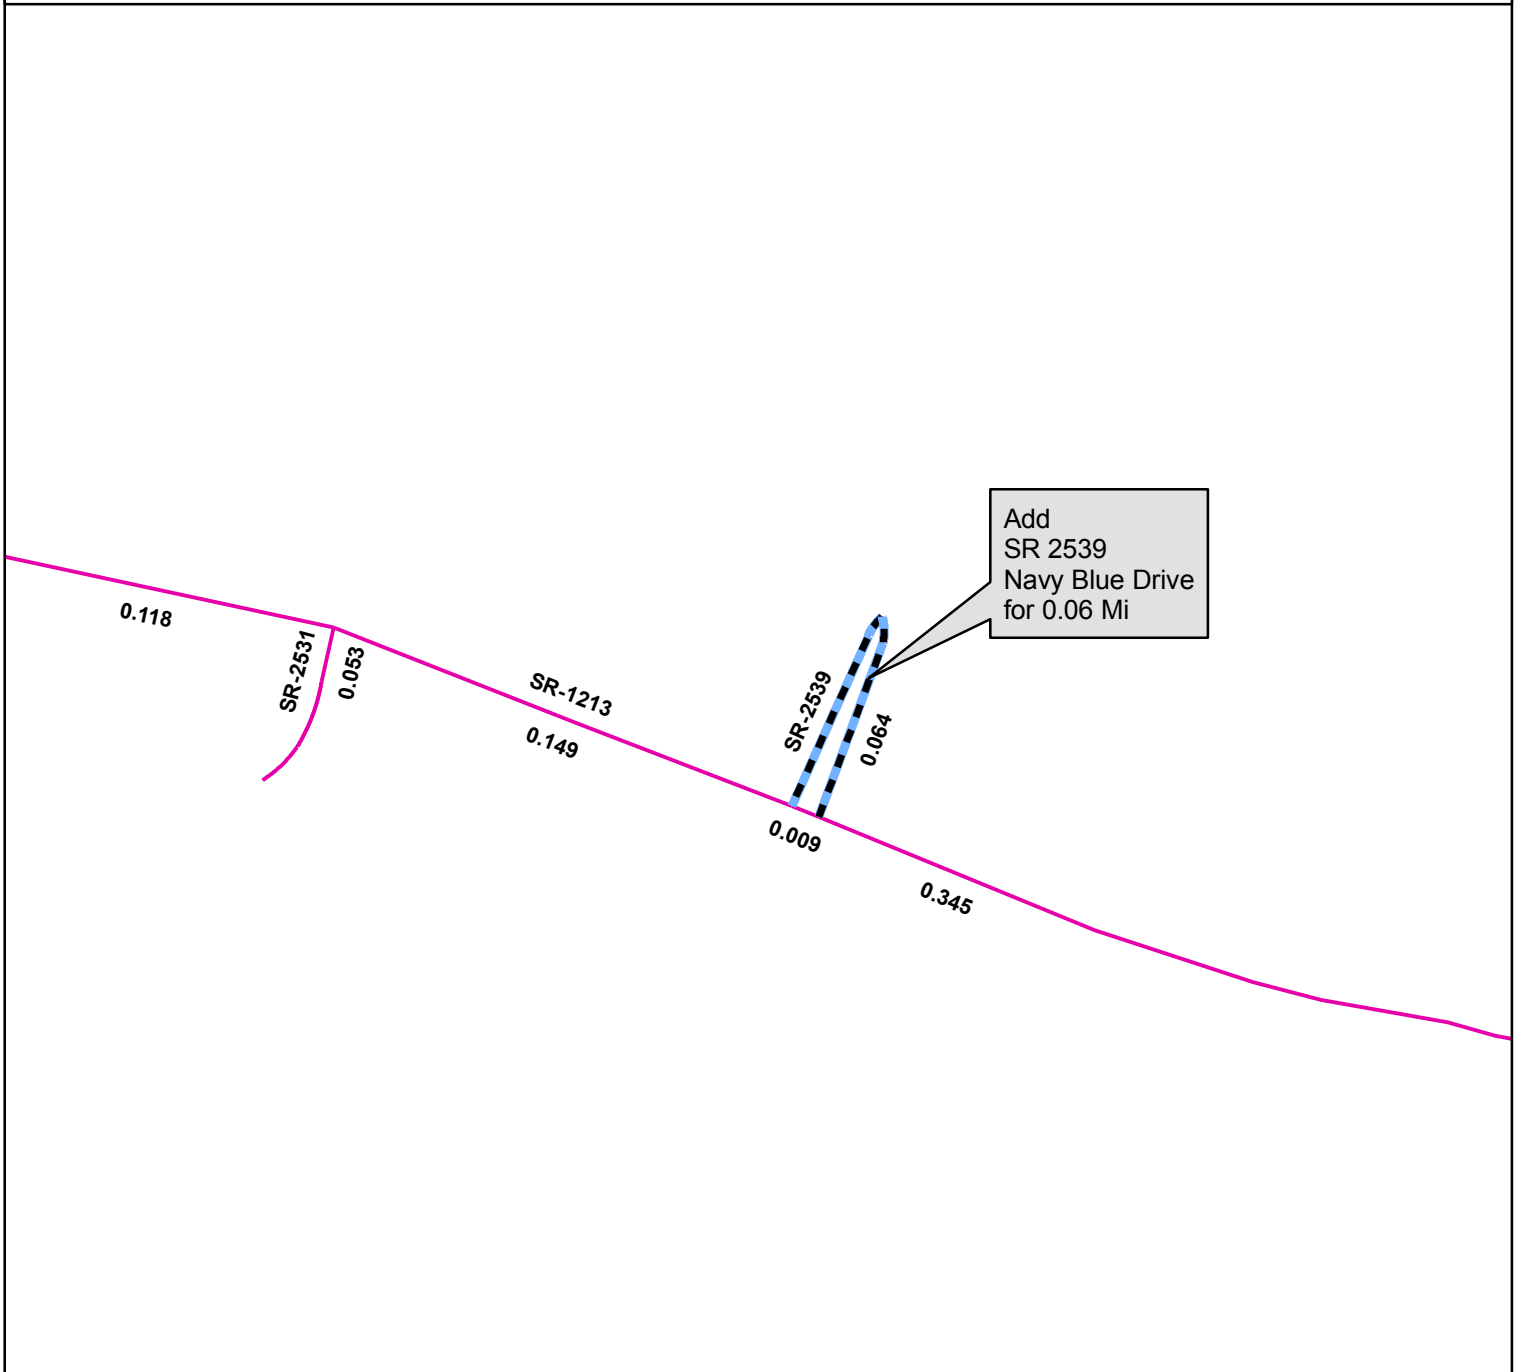 Add
SR 2539
Navy Blue Drive
for 0.06 Mi
0.118
SR-2531
0.053
SR-1213
0.149
SR-2539
0.064
0.009
0.345